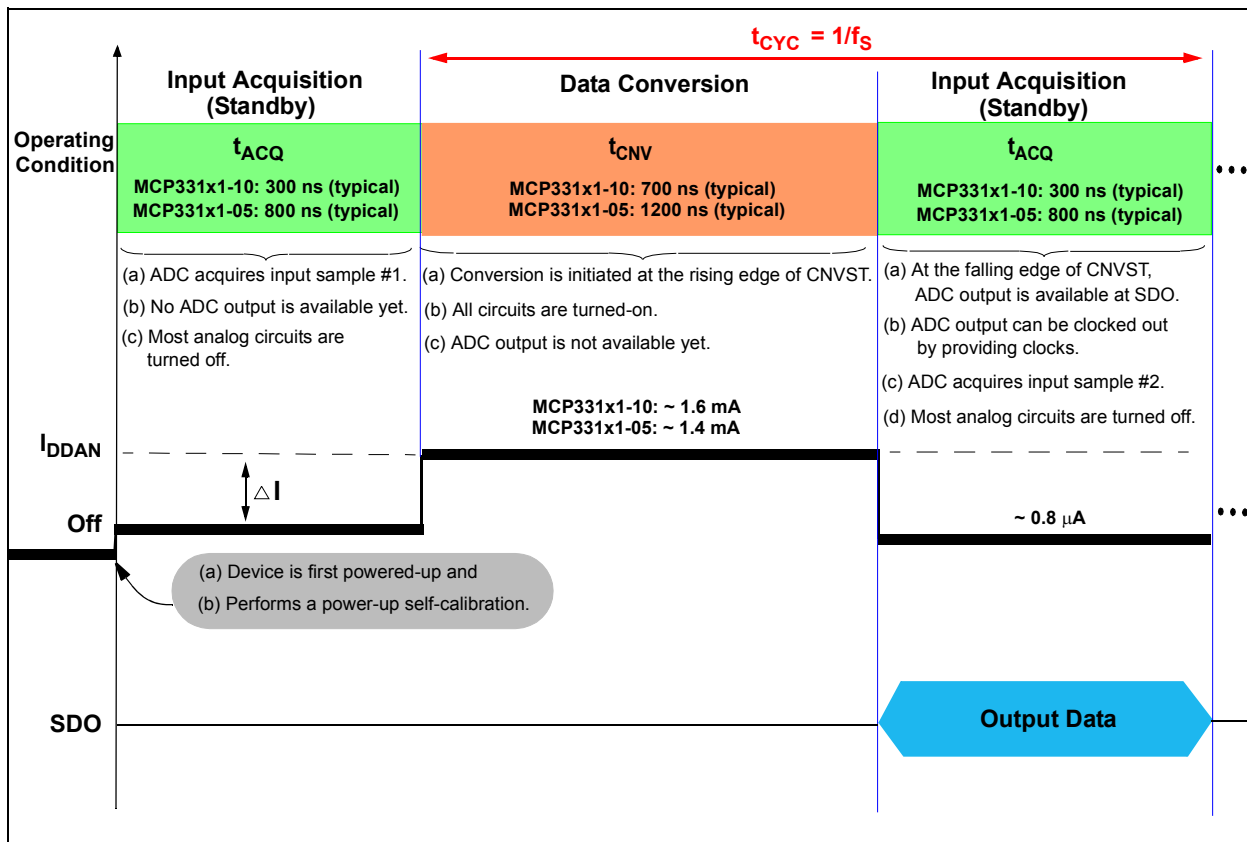 tCYC = 1/fS
Input Acquisition
(Standby)
Data Conversion
Input Acquisition
(Standby)
Operating
Condition
tACQ
MCP331x1-10: 300 ns (typical)
MCP331x1-05: 800 ns (typical)
tCNV
MCP331x1-10: 700 ns (typical)
MCP331x1-05: 1200 ns (typical)
tACQ
MCP331x1-10: 300 ns (typical)
MCP331x1-05: 800 ns (typical)
(a) ADC acquires input sample #1.
(b) No ADC output is available yet.
(c) Most analog circuits are
turned off.
(a) Conversion is initiated at the rising edge of CNVST.
(b) All circuits are turned-on.
(c) ADC output is not available yet.
(a) At the falling edge of CNVST,
ADC output is available at SDO.
(b) ADC output can be clocked out
by providing clocks.
(c) ADC acquires input sample #2.
(d) Most analog circuits are turned off.
MCP331x1-10: ~ 1.6 mA
MCP331x1-05: ~ 1.4 mA
IDDAN
△I
Off
~ 0.8 μA
(a) Device is first powered-up and
(b) Performs a power-up self-calibration.
SDO
Output Data